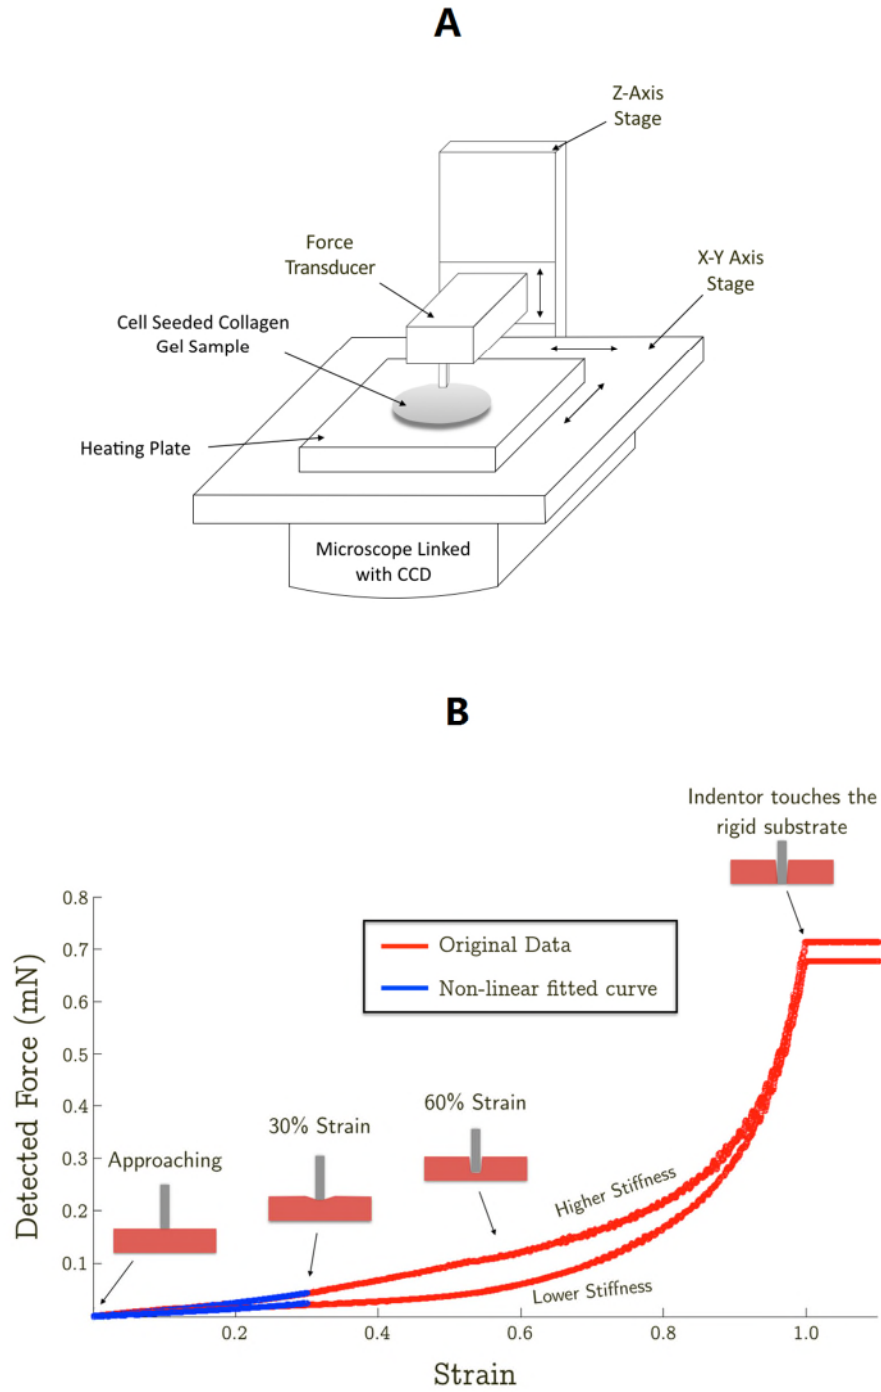 A
Z-Axis
Stage
Force
Transducer
X-Y Axis
Stage
Cell Seeded Collagen
Gel Sample
Heating Plate
Microscope Linked
with CCD
B
Indentor touches the
rigid substrate
0.8
0.7
0.6
0.5
0.4
0.3
0.2
0.1
Detected Force (mN)
Original Data
Non-linear fitted curve
60% Strain
30% Strain
Approaching
Higher Stiffness
Lower Stiffness
0.2
0.4
0.6
0.8
1.0
Strain